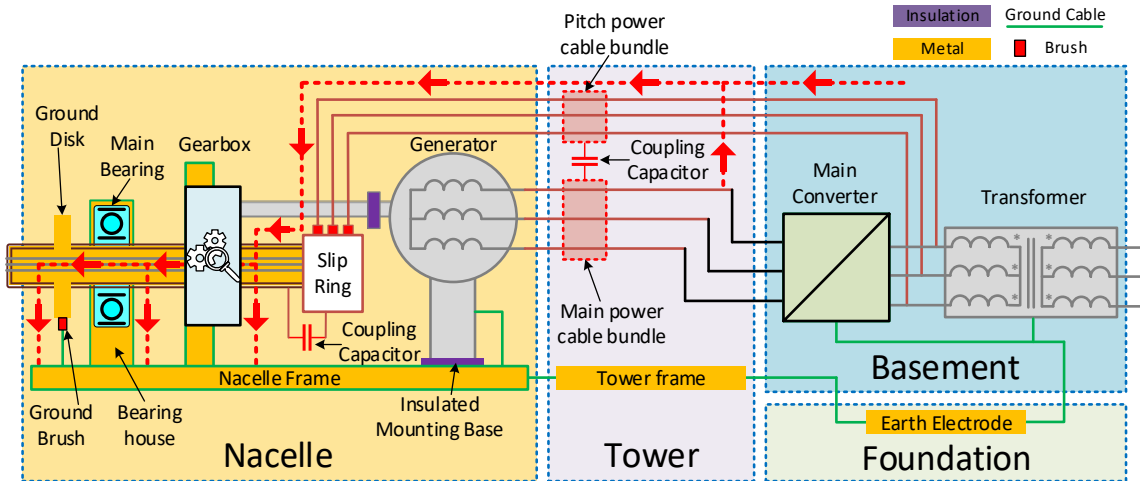 Pitch power
cable bundle
Insulation
Ground Cable
Metal
Brush
Ground
Disk
Main
Bearing
Gearbox
Generator
Coupling
Capacitor
Main
Converter
Transformer
*
*
*
*
*
*
Slip
Ring
Main power
cable bundle
Coupling
Capacitor
Nacelle Frame
Tower frame
Basement
Ground
Brush
Bearing
house
Insulated
Mounting Base
Earth Electrode
Nacelle
Tower
Foundation